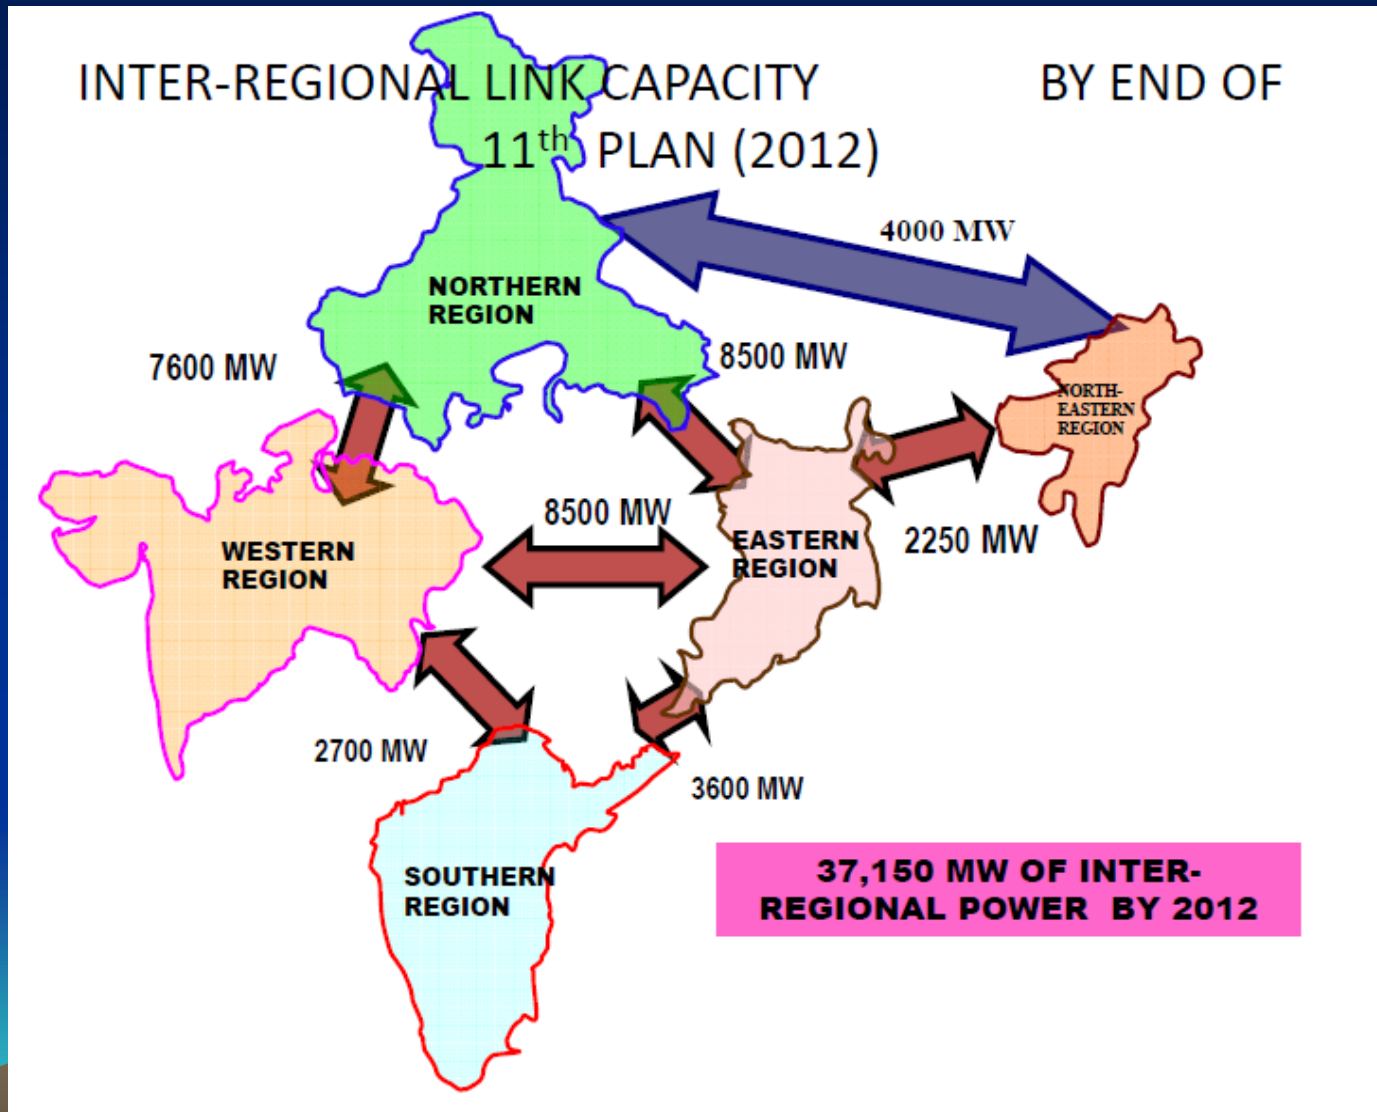 INTER-REGIONAL LINK CAPACITY BY END OF
11th PLAN (2012)
4000 MW
NORTHERN
REGION
7600 MW
8500 MW
NORTH-
EASTERN
REGION
8500 MW
WESTERN
REGION
EASTERN
REGION
2250 MW
2700 MW
3600 MW
SOUTHERN
REGION
37,150 MW OF INTER-
REGIONAL POWER BY 2012